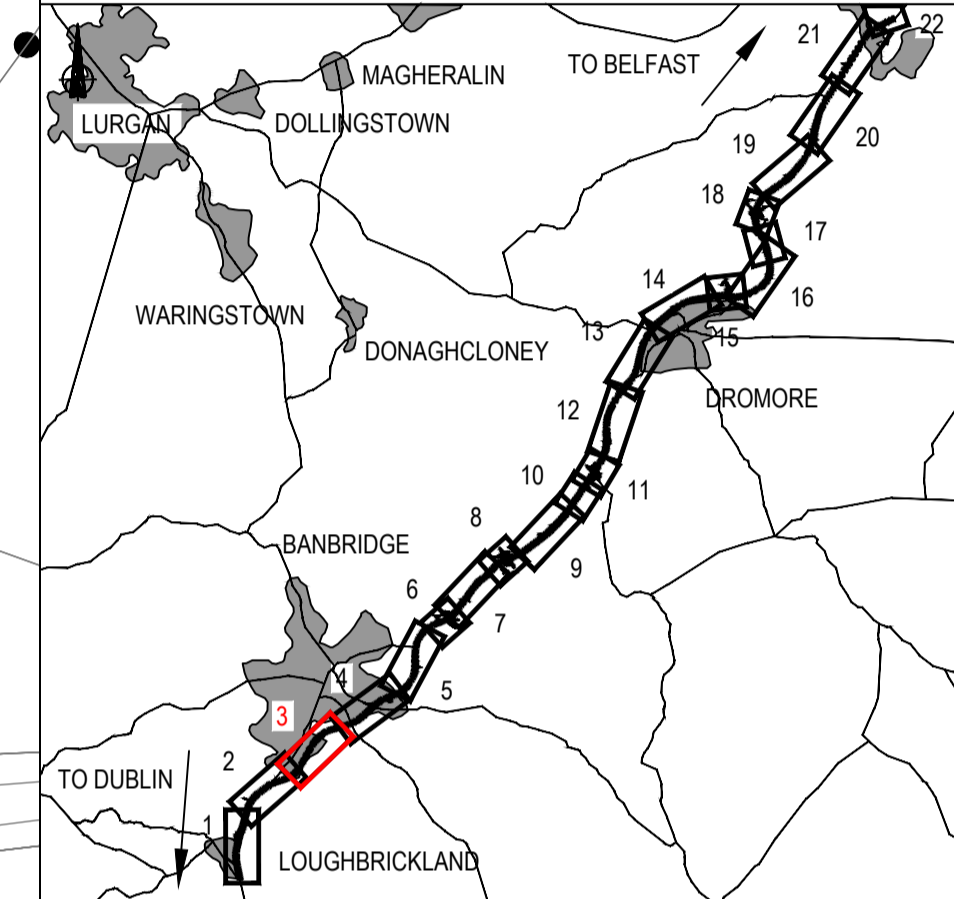 21
22
TO BELFAST
MAGHERALIN
LURGAN
DOLLINGSTOWN
20
19
18
17
14
16
WARINGSTOWN
13
15
DONAGHCLONEY
DROMORE
12
10
11
8
BANBRIDGE
9
6
7
4
5
3
2
TO DUBLIN
1
LOUGHBRICKLAND